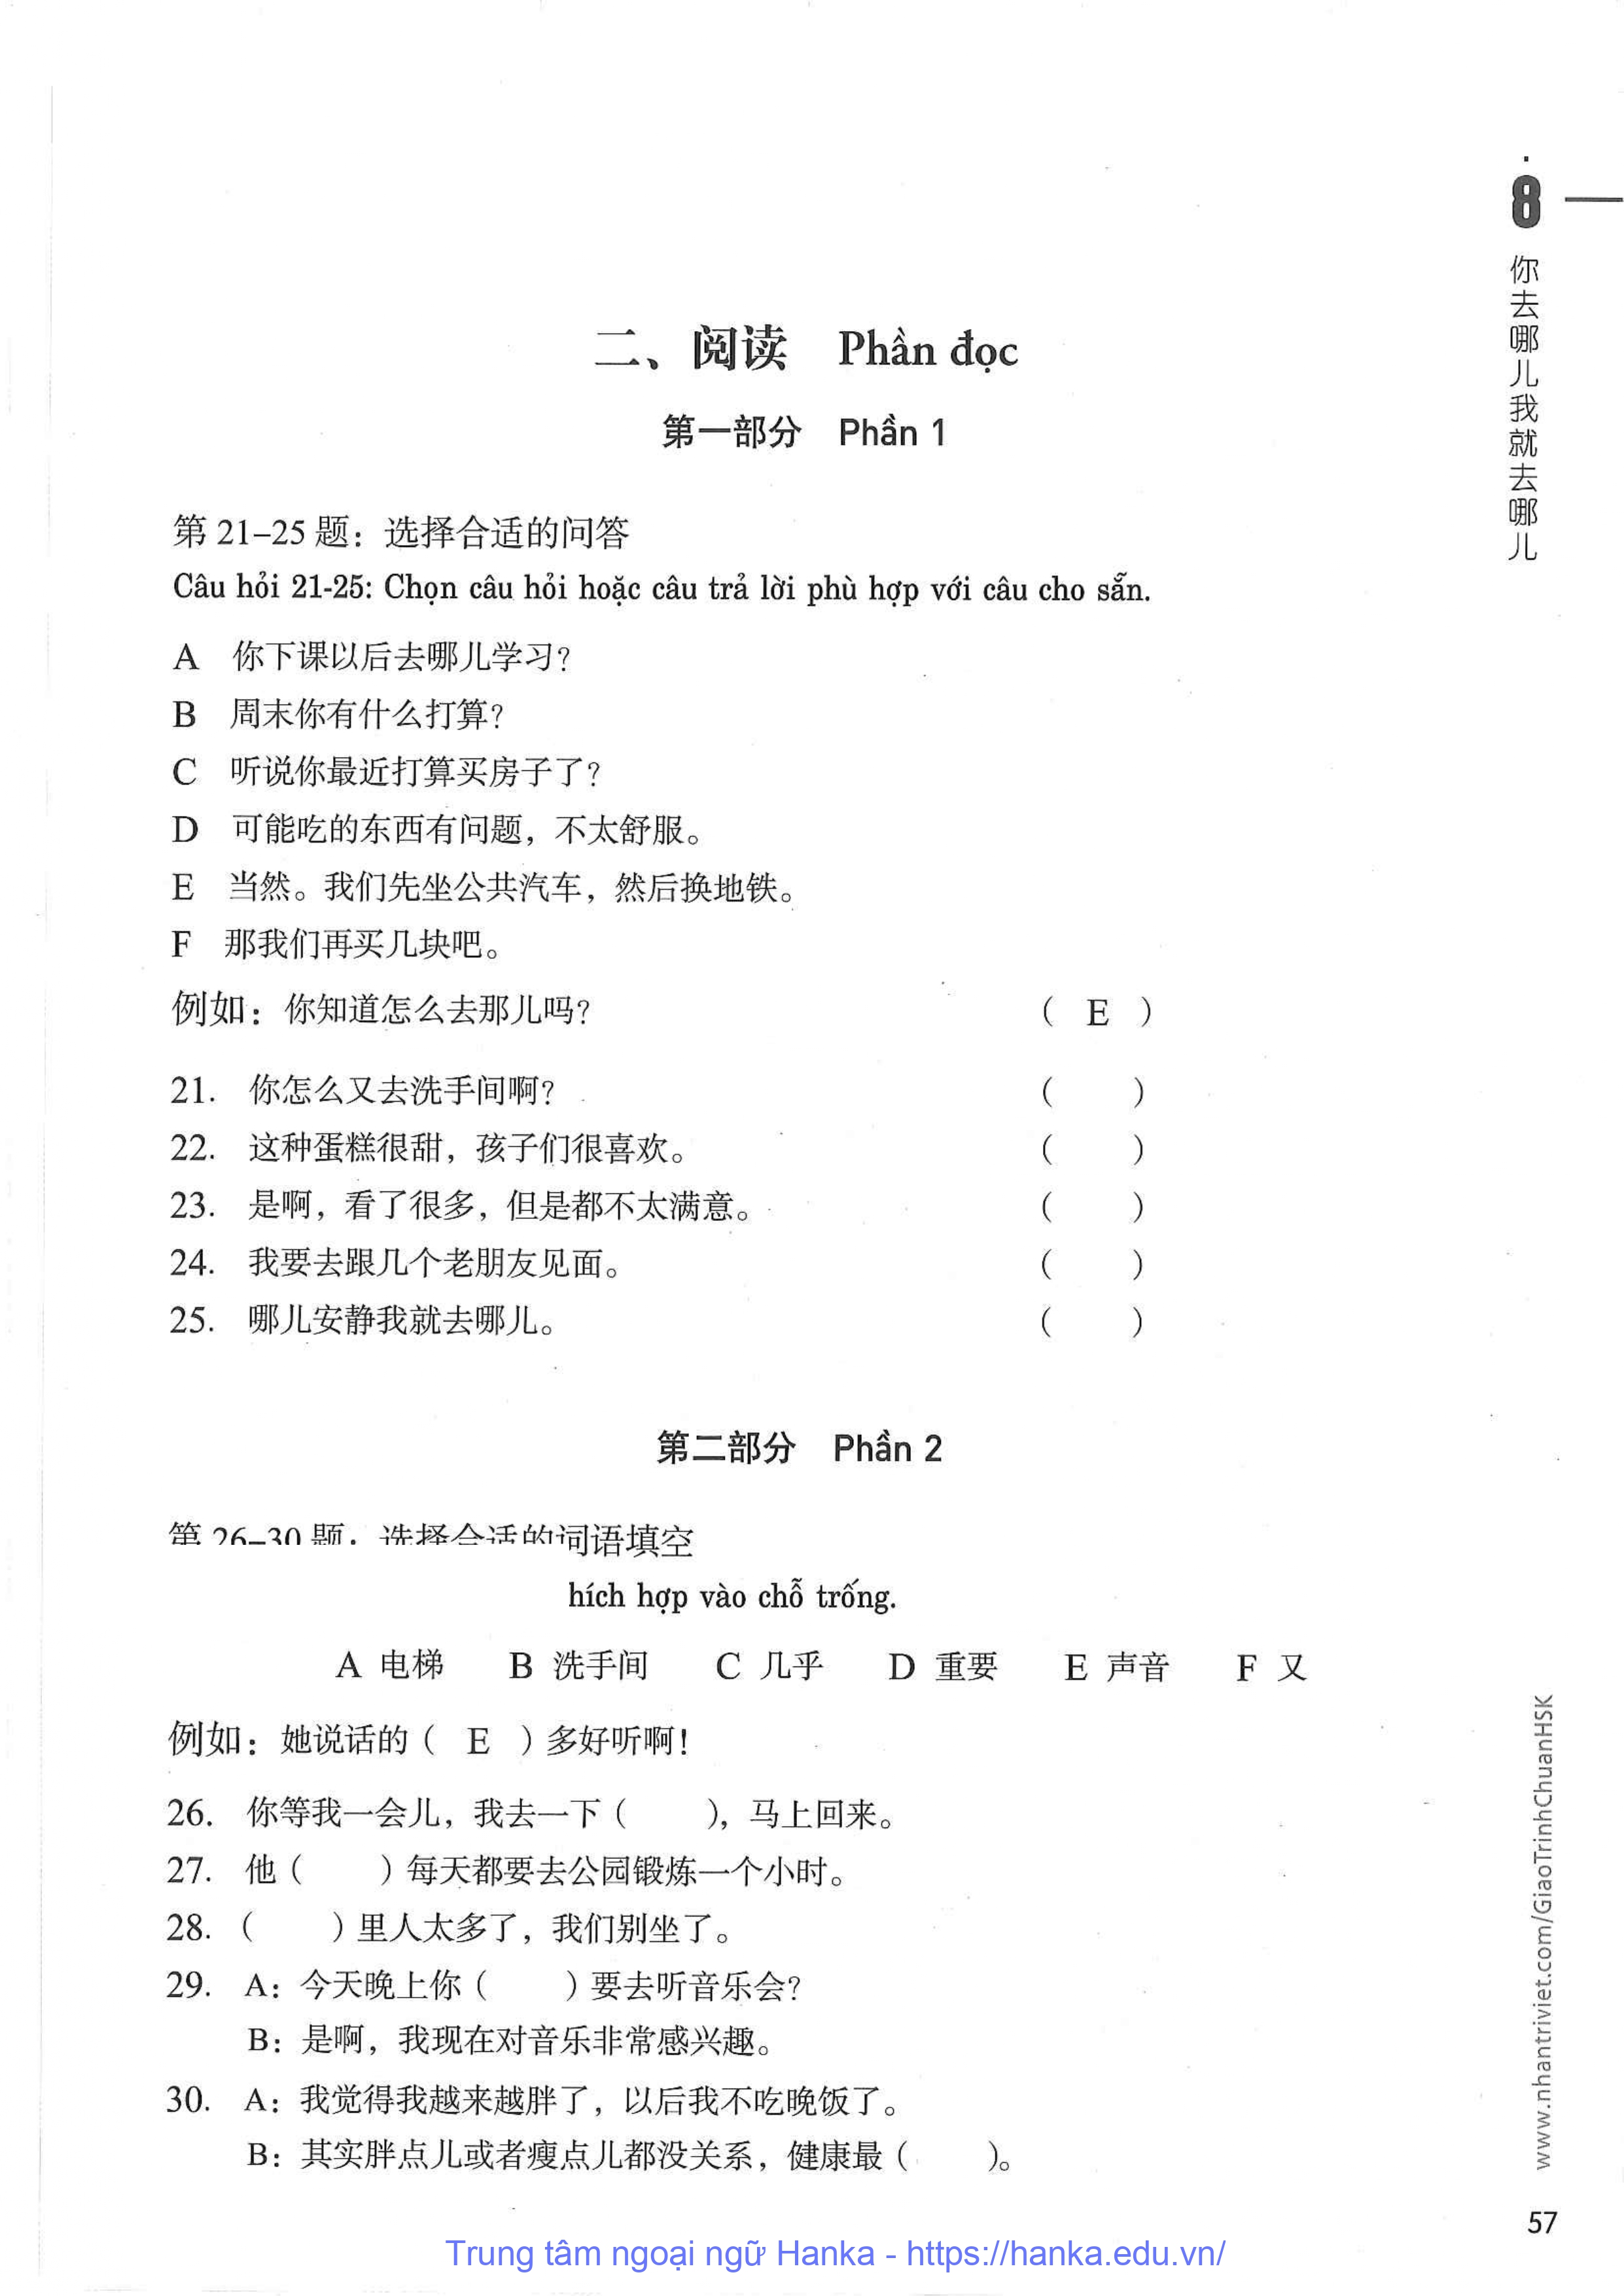 8
你去哪儿我就去哪儿
二、阅读 Phần đọc
第一部分 Phần 1
第 21–25 题：选择合适的问答
Câu hỏi 21-25: Chọn câu hỏi hoặc câu trả lời phù hợp với câu cho sẵn.
A 你下课以后去哪儿学习？
B 周末你有什么打算？
C 听说你最近打算买房子了？
D 可能吃的东西有问题，不太舒服。
E 当然。我们先坐公共汽车，然后换地铁。
F 那我们再买几块吧。
例如：你知道怎么去那儿吗？ （ E ）
21. 你怎么又去洗手间啊？ （ ）
22. 这种蛋糕很甜，孩子们很喜欢。 （ ）
23. 是啊，看了很多，但是都不太满意。 （ ）
24. 我要去跟几个老朋友见面。 （ ）
25. 哪儿安静我就去哪儿。 （ ）
第二部分 Phần 2
第 26–30 题：选择合适的词语填空
hích hợp vào chỗ trống.
A 电梯 B 洗手间 C 几乎 D 重要 E 声音 F 又
例如：她说话的（ E ）多好听啊！
26. 你等我一会儿，我去一下（ ），马上回来。
27. 他（ ）每天都要去公园锻炼一个小时。
28. （ ）里人太多了，我们别坐了。
29. A：今天晚上你（ ）要去听音乐会？
B：是啊，我现在对音乐非常感兴趣。
30. A：我觉得我越来越胖了，以后我不吃晚饭了。
B：其实胖点儿或者瘦点儿都没关系，健康最（ ）。
www.nhantriviet.com/GiaoTrinhChuanHSK
57
Trung tâm ngoại ngữ Hanka - https://hanka.edu.vn/